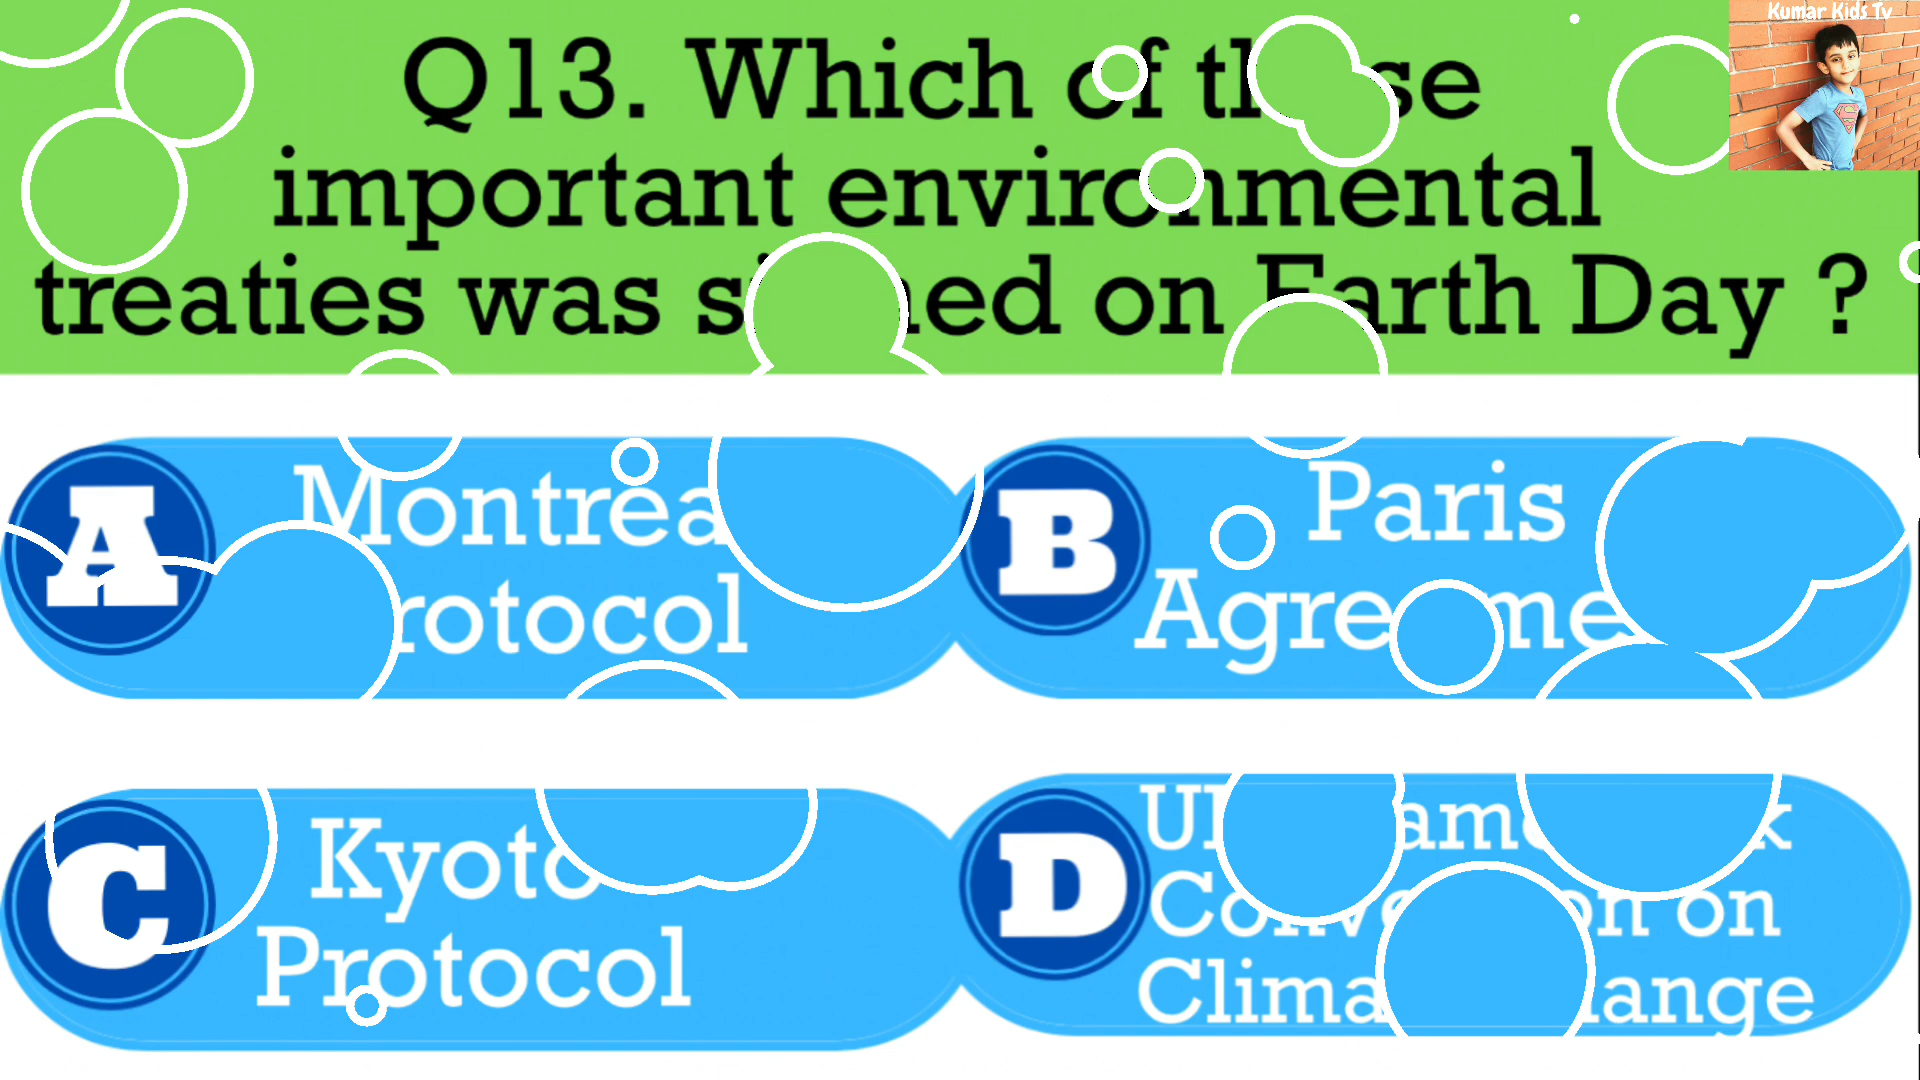 Kumar Kids Tv
Q13. Which of these
important environmental
treaties was signed on Earth Day ?
A
Montreal
Protocol
B
Paris
Agreement
C
Kyoto
Protocol
D
UN Framework
Convention on
Climate Change